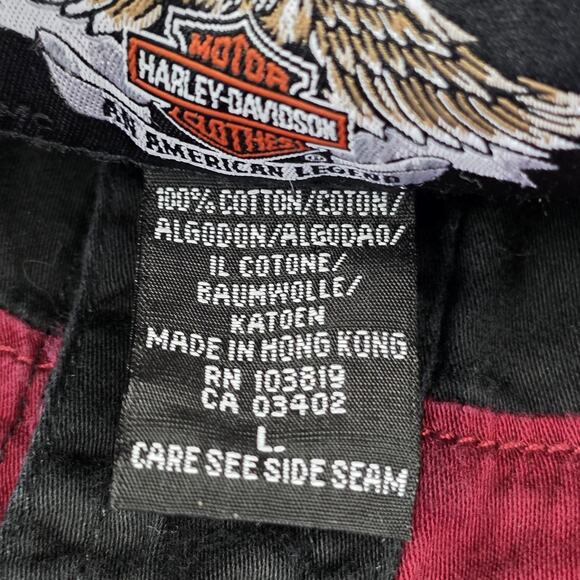 MOTOR
HARLEY-DAVIDSON
CLOTHES
®
AN AMERICAN LEGEND
100% COTTON/COTON/
ALGODON/ALGODAO/
IL COTONE/
BAUMWOLLE/
KATOEN
MADE IN HONG KONG
RN 103819
CA 03402
L.
CARE SEE SIDE SEAM